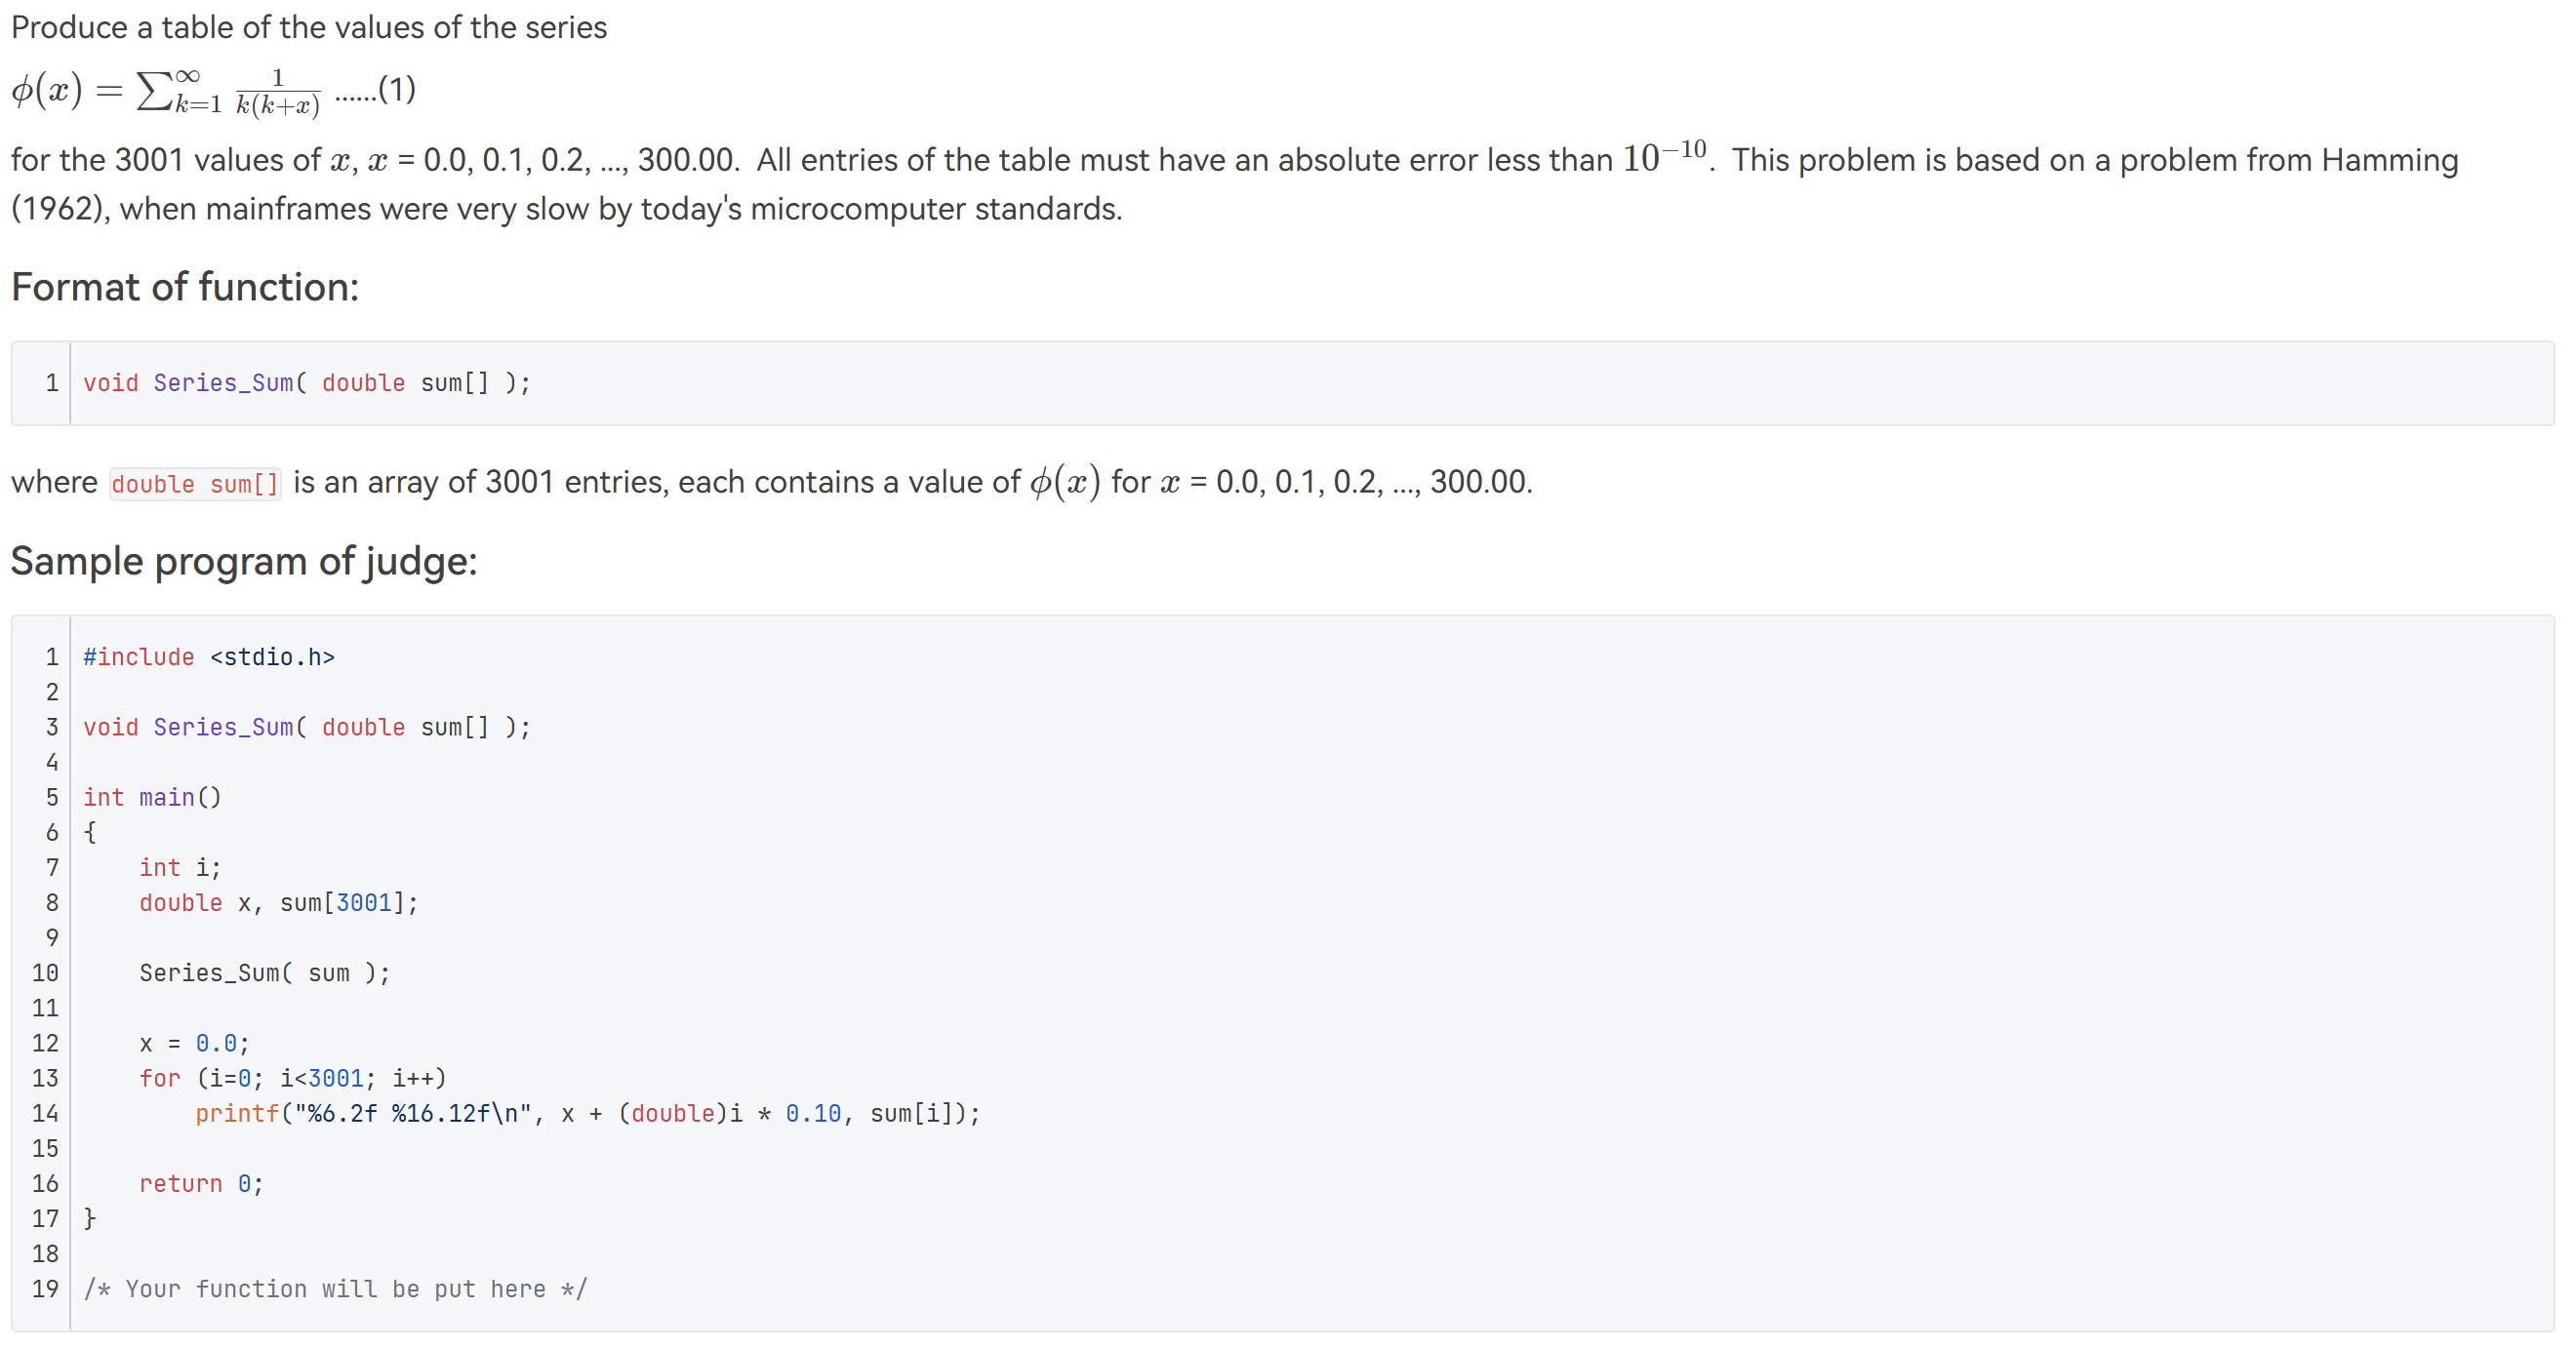 Produce a table of the values of the series
ϕ(x) = ∑_{k=1}^{∞} \frac{1}{k(k+x)} ......(1)
for the 3001 values of x, x = 0.0, 0.1, 0.2, ..., 300.00. All entries of the table must have an absolute error less than 10^{−10}. This problem is based on a problem from Hamming
(1962), when mainframes were very slow by today's microcomputer standards.
Format of function:
1 void Series_Sum( double sum[] );
where double sum[] is an array of 3001 entries, each contains a value of ϕ(x) for x = 0.0, 0.1, 0.2, ..., 300.00.
Sample program of judge:
1 #include <stdio.h>
2
3 void Series_Sum( double sum[] );
4
5 int main()
6 {
7     int i;
8     double x, sum[3001];
9
10     Series_Sum( sum );
11
12     x = 0.0;
13     for (i=0; i<3001; i++)
14         printf("%6.2f %16.12f\n", x + (double)i * 0.10, sum[i]);
15
16     return 0;
17 }
18
19 /* Your function will be put here */